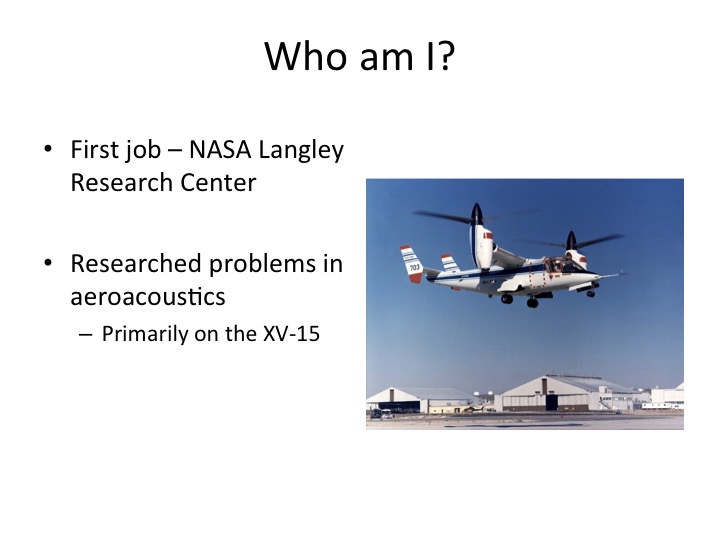 Who am I?
• First job – NASA Langley
Research Center
• Researched problems in
aeroacoustics
– Primarily on the XV-15
703